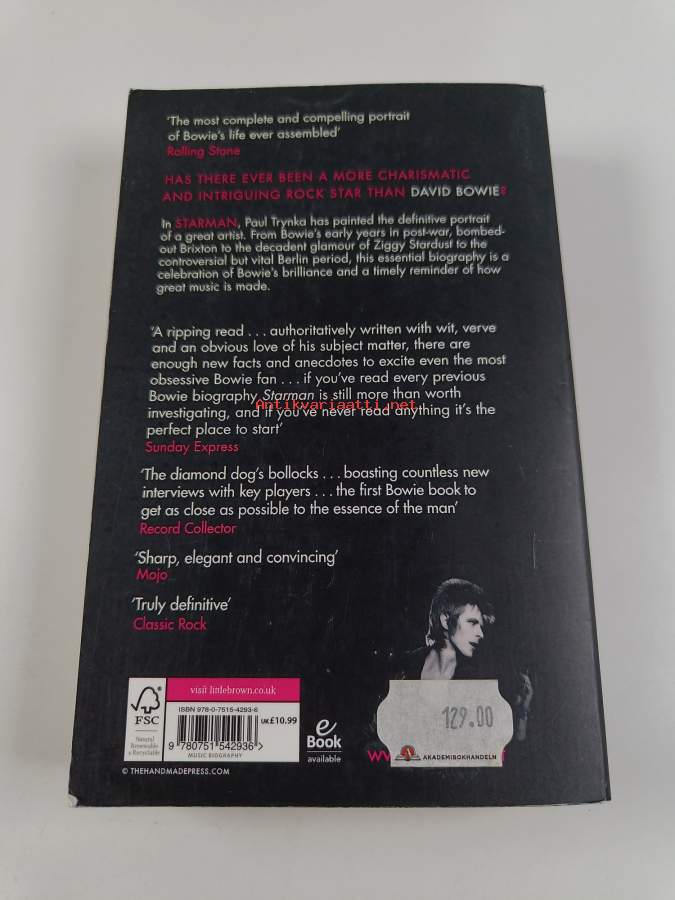 'The most complete and compelling portrait
of Bowie's life ever assembled'
Rolling Stone
HAS THERE EVER BEEN A MORE CHARISMATIC
AND INTRIGUING ROCK STAR THAN DAVID BOWIE?
In STARMAN, Paul Trynka has painted the definitive portrait
of a great artist. From Bowie's early years in post-war, bombed-
out Brixton to the decadent glamour of Ziggy Stardust to the
controversial but vital Berlin period, this essential biography is a
celebration of Bowie's brilliance and a timely reminder of how
great music is made.
'A ripping read . . . authoritatively written with wit, verve
and an obvious love of his subject matter, there are
enough new facts and anecdotes to excite even the most
obsessive Bowie fan . . . if you've read every previous
Bowie biography Starman is still more than worth
Antikvariaatti.net
investigating, and if you've never read anything it's the
perfect place to start'
Sunday Express
'The diamond dog's bollocks . . . boasting countless new
interviews with key players . . . the first Bowie book to
get as close as possible to the essence of the man'
Record Collector
'Sharp, elegant and convincing'
Mojo
'Truly definitive'
Classic Rock
visit littlebrown.co.uk
FSC
Natural
Renewable
& Recyclable
ISBN 978-0-7515-4293-6
9 780751 542936
MUSIC BIOGRAPHY
UK £10.99
eBook
available
129.00
AKADEMIBOKHANDELN
© THEHANDMADEPRESS.COM